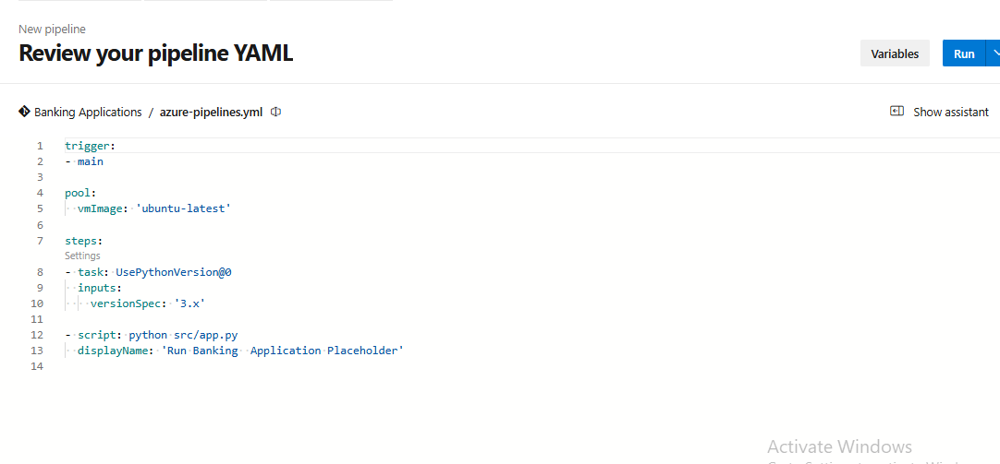 New pipeline
Review your pipeline YAML
Variables
Run
Banking Applications / azure-pipelines.yml
Show assistant
1 trigger:
2 - main
3
4 pool:
5   vmImage: 'ubuntu-latest'
6
7 steps:
Settings
8 - task: UsePythonVersion@0
9   inputs:
10     versionSpec: '3.x'
11
12 - script: python src/app.py
13   displayName: 'Run Banking  Application Placeholder'
14
Activate Windows